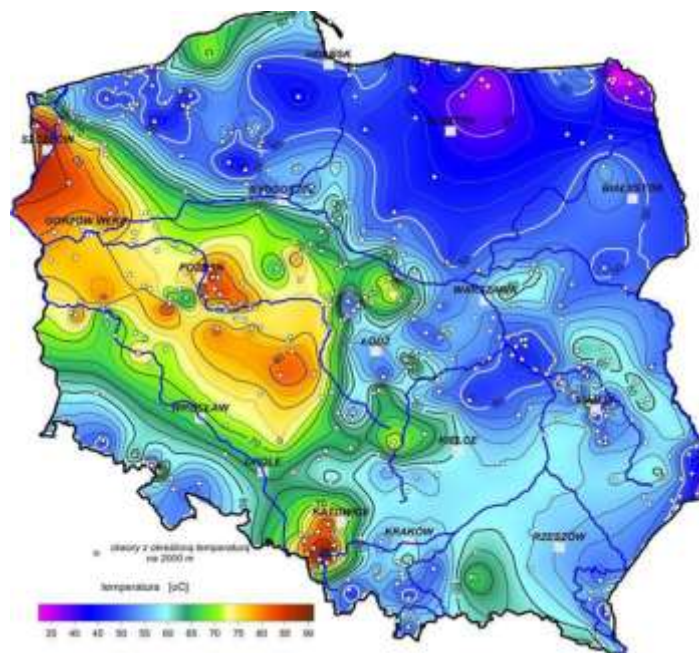 GDAŃSK
SZCZECIN
BYDGOSZCZ
BIAŁYSTOK
GORZÓW WLKP.
POZNAŃ
WARSZAWA
ŁÓDŹ
WROCŁAW
LUBLIN
KIELCE
OPOLE
KATOWICE
KRAKÓW
RZESZÓW
otwory z określoną temperaturą
na 2000 m
temperatura [oC]
35 40 45 50 55 60 65 70 75 80 85 90